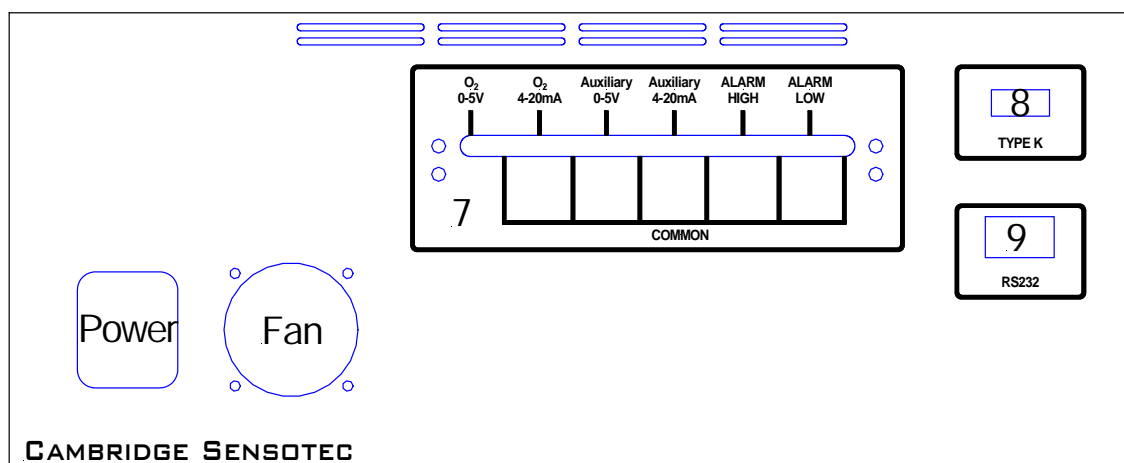 O₂ O₂ Auxiliary Auxiliary ALARM ALARM
0-5V 4-20mA 0-5V 4-20mA HIGH LOW
8
TYPE K
7
COMMON
9
RS232
Power
Fan
CAMBRIDGE SENSOTEC